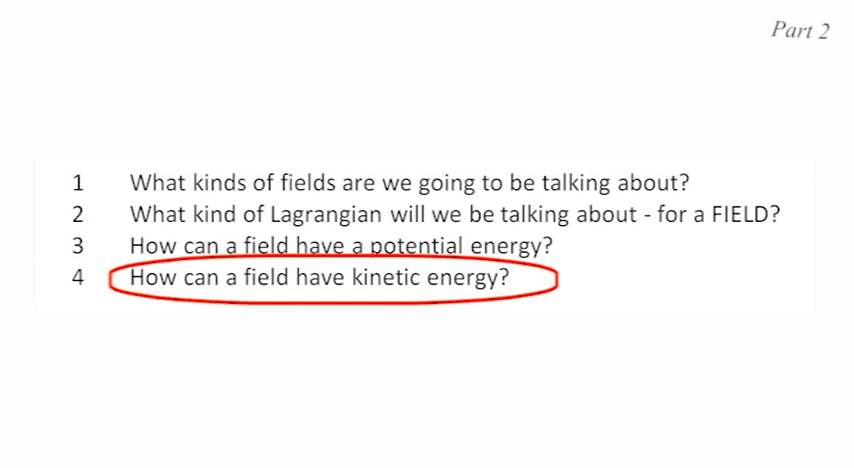 Part 2
1 What kinds of fields are we going to be talking about?
2 What kind of Lagrangian will we be talking about - for a FIELD?
3 How can a field have a potential energy?
4 How can a field have kinetic energy?